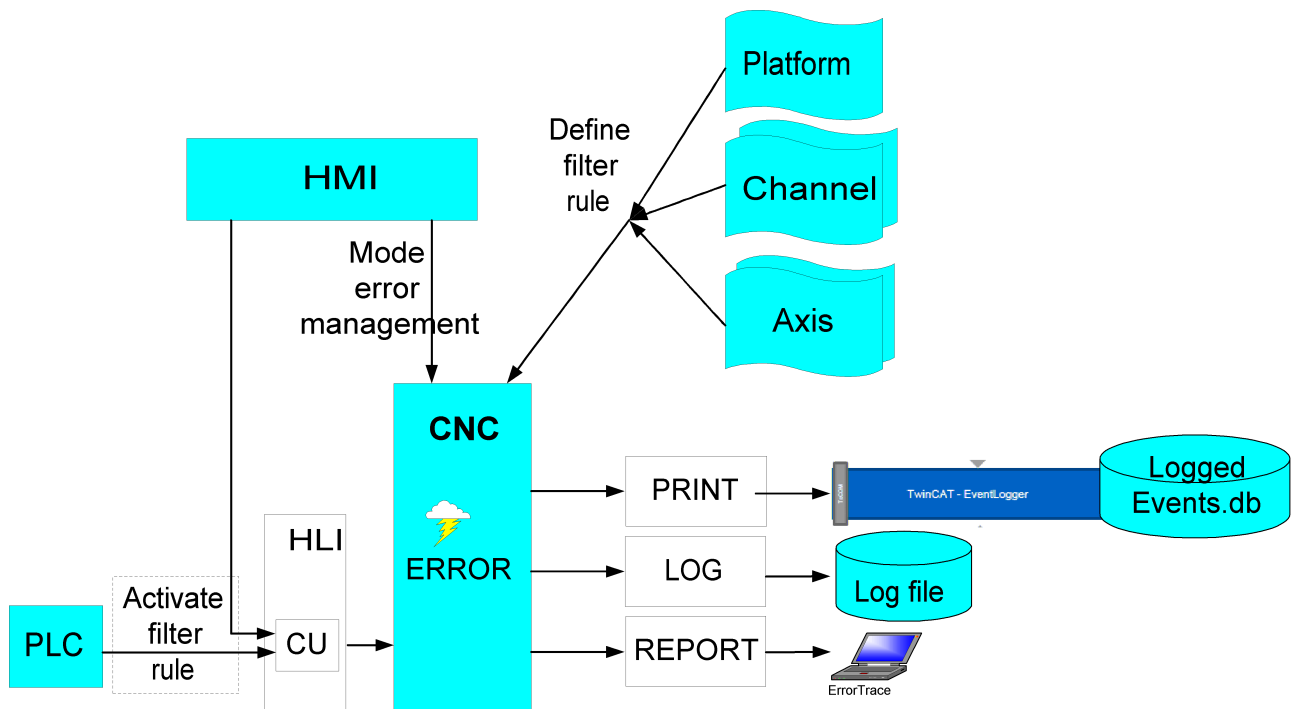 Platform
Define
filter
rule
Channel
HMI
Mode
error
management
Axis
CNC
ERROR
PRINT
TwinCAT - EventLogger
Logged
Events.db
HLI
LOG
Log file
Activate
filter
rule
PLC
CU
REPORT
ErrorTrace